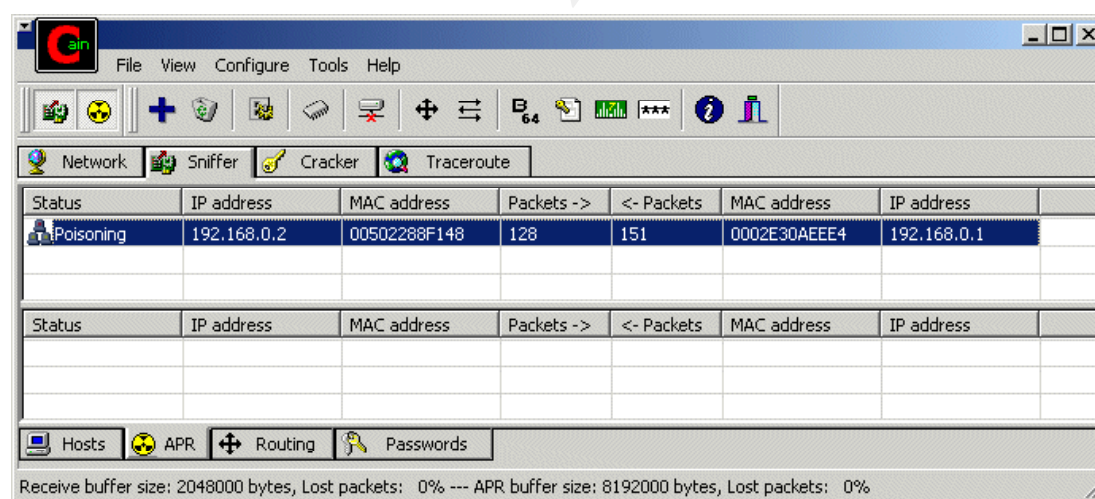 Cain
File View Configure Tools Help
B64 ***
Network Sniffer Cracker Traceroute
Status IP address MAC address Packets -> <- Packets MAC address IP address
Poisoning 192.168.0.2 00502288F148 128 151 0002E30AEEE4 192.168.0.1
Status IP address MAC address Packets -> <- Packets MAC address IP address
Hosts APR Routing Passwords
Receive buffer size: 2048000 bytes, Lost packets: 0% --- APR buffer size: 8192000 bytes, Lost packets: 0%